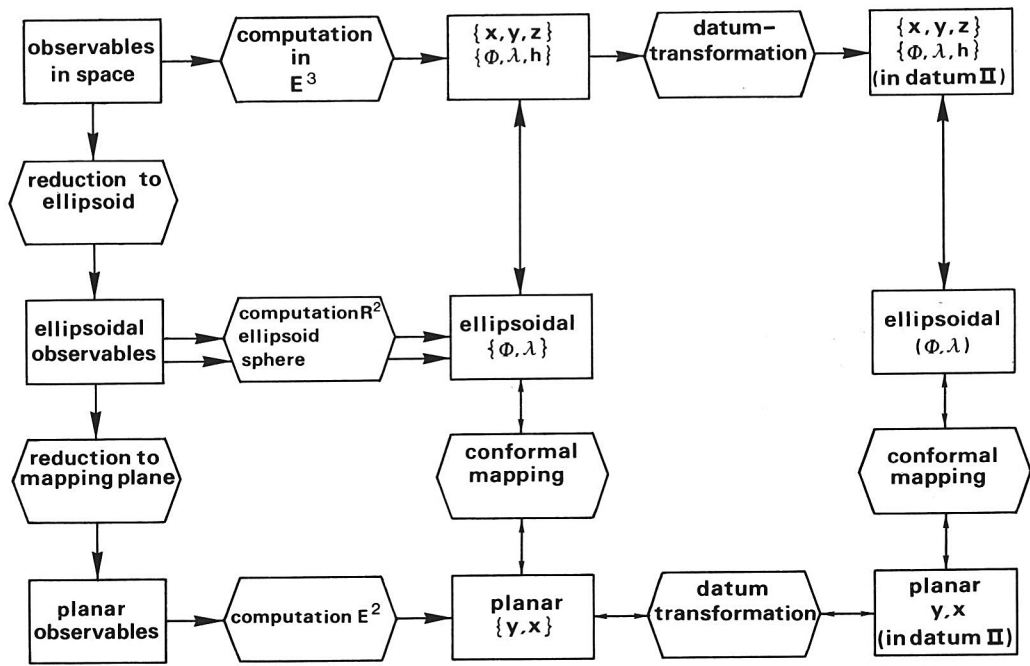 observables
in space
computation
in
E³
{x, y, z}
{Φ, λ, h}
datum-
transformation
{x, y, z}
{Φ, λ, h}
(in datum II)
reduction to
ellipsoid
ellipsoidal
observables
computation R²
ellipsoid
sphere
ellipsoidal
{Φ, λ}
ellipsoidal
(Φ, λ)
reduction to
mapping plane
conformal
mapping
conformal
mapping
planar
observables
computation E²
planar
{y, x}
datum
transformation
planar
y, x
(in datum II)